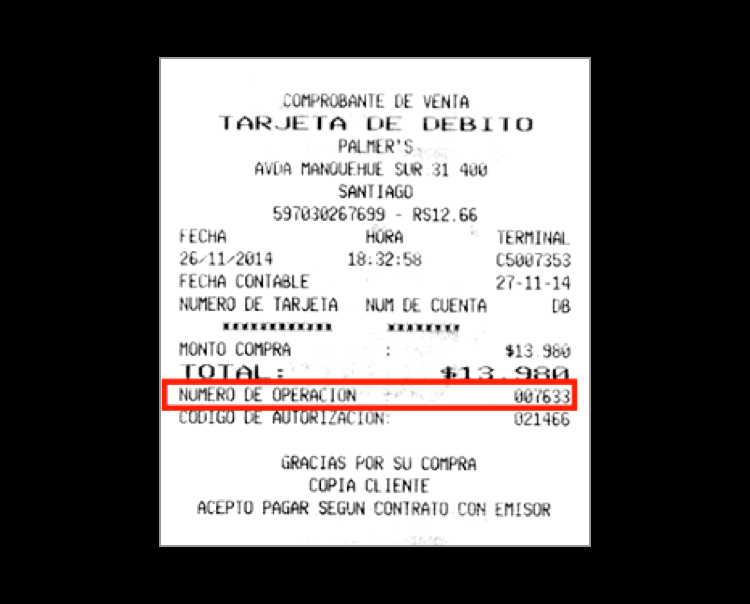 COMPROBANTE DE VENTA
TARJETA DE DEBITO
PALMER'S
AVDA MANQUEHUE SUR 31 400
SANTIAGO
597030267699 - RS12.66
FECHA HORA TERMINAL
26/11/2014 18:32:58 C5007353
FECHA CONTABLE 27-11-14
NUMERO DE TARJETA NUM DE CUENTA DB
xxxxxxxxxxxx xxxxxxxx
MONTO COMPRA : $13.980
TOTAL: $13.980
NUMERO DE OPERACION 007633
CODIGO DE AUTORIZACION: 021466
GRACIAS POR SU COMPRA
COPIA CLIENTE
ACEPTO PAGAR SEGUN CONTRATO CON EMISOR